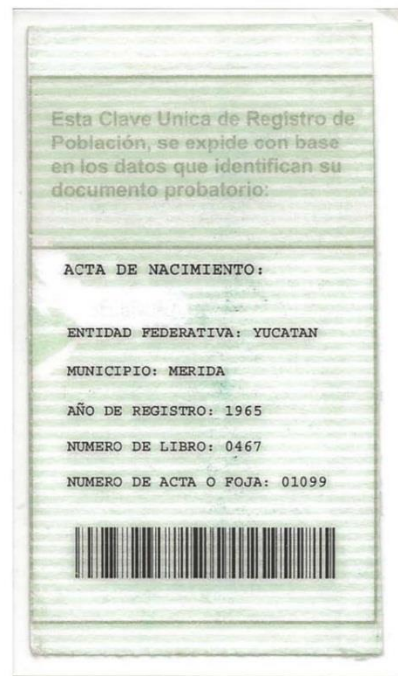 Esta Clave Unica de Registro de
Población, se expide con base
en los datos que identifican su
documento probatorio:
ACTA DE NACIMIENTO:
ENTIDAD FEDERATIVA: YUCATAN
MUNICIPIO: MERIDA
AÑO DE REGISTRO: 1965
NUMERO DE LIBRO: 0467
NUMERO DE ACTA O FOJA: 01099